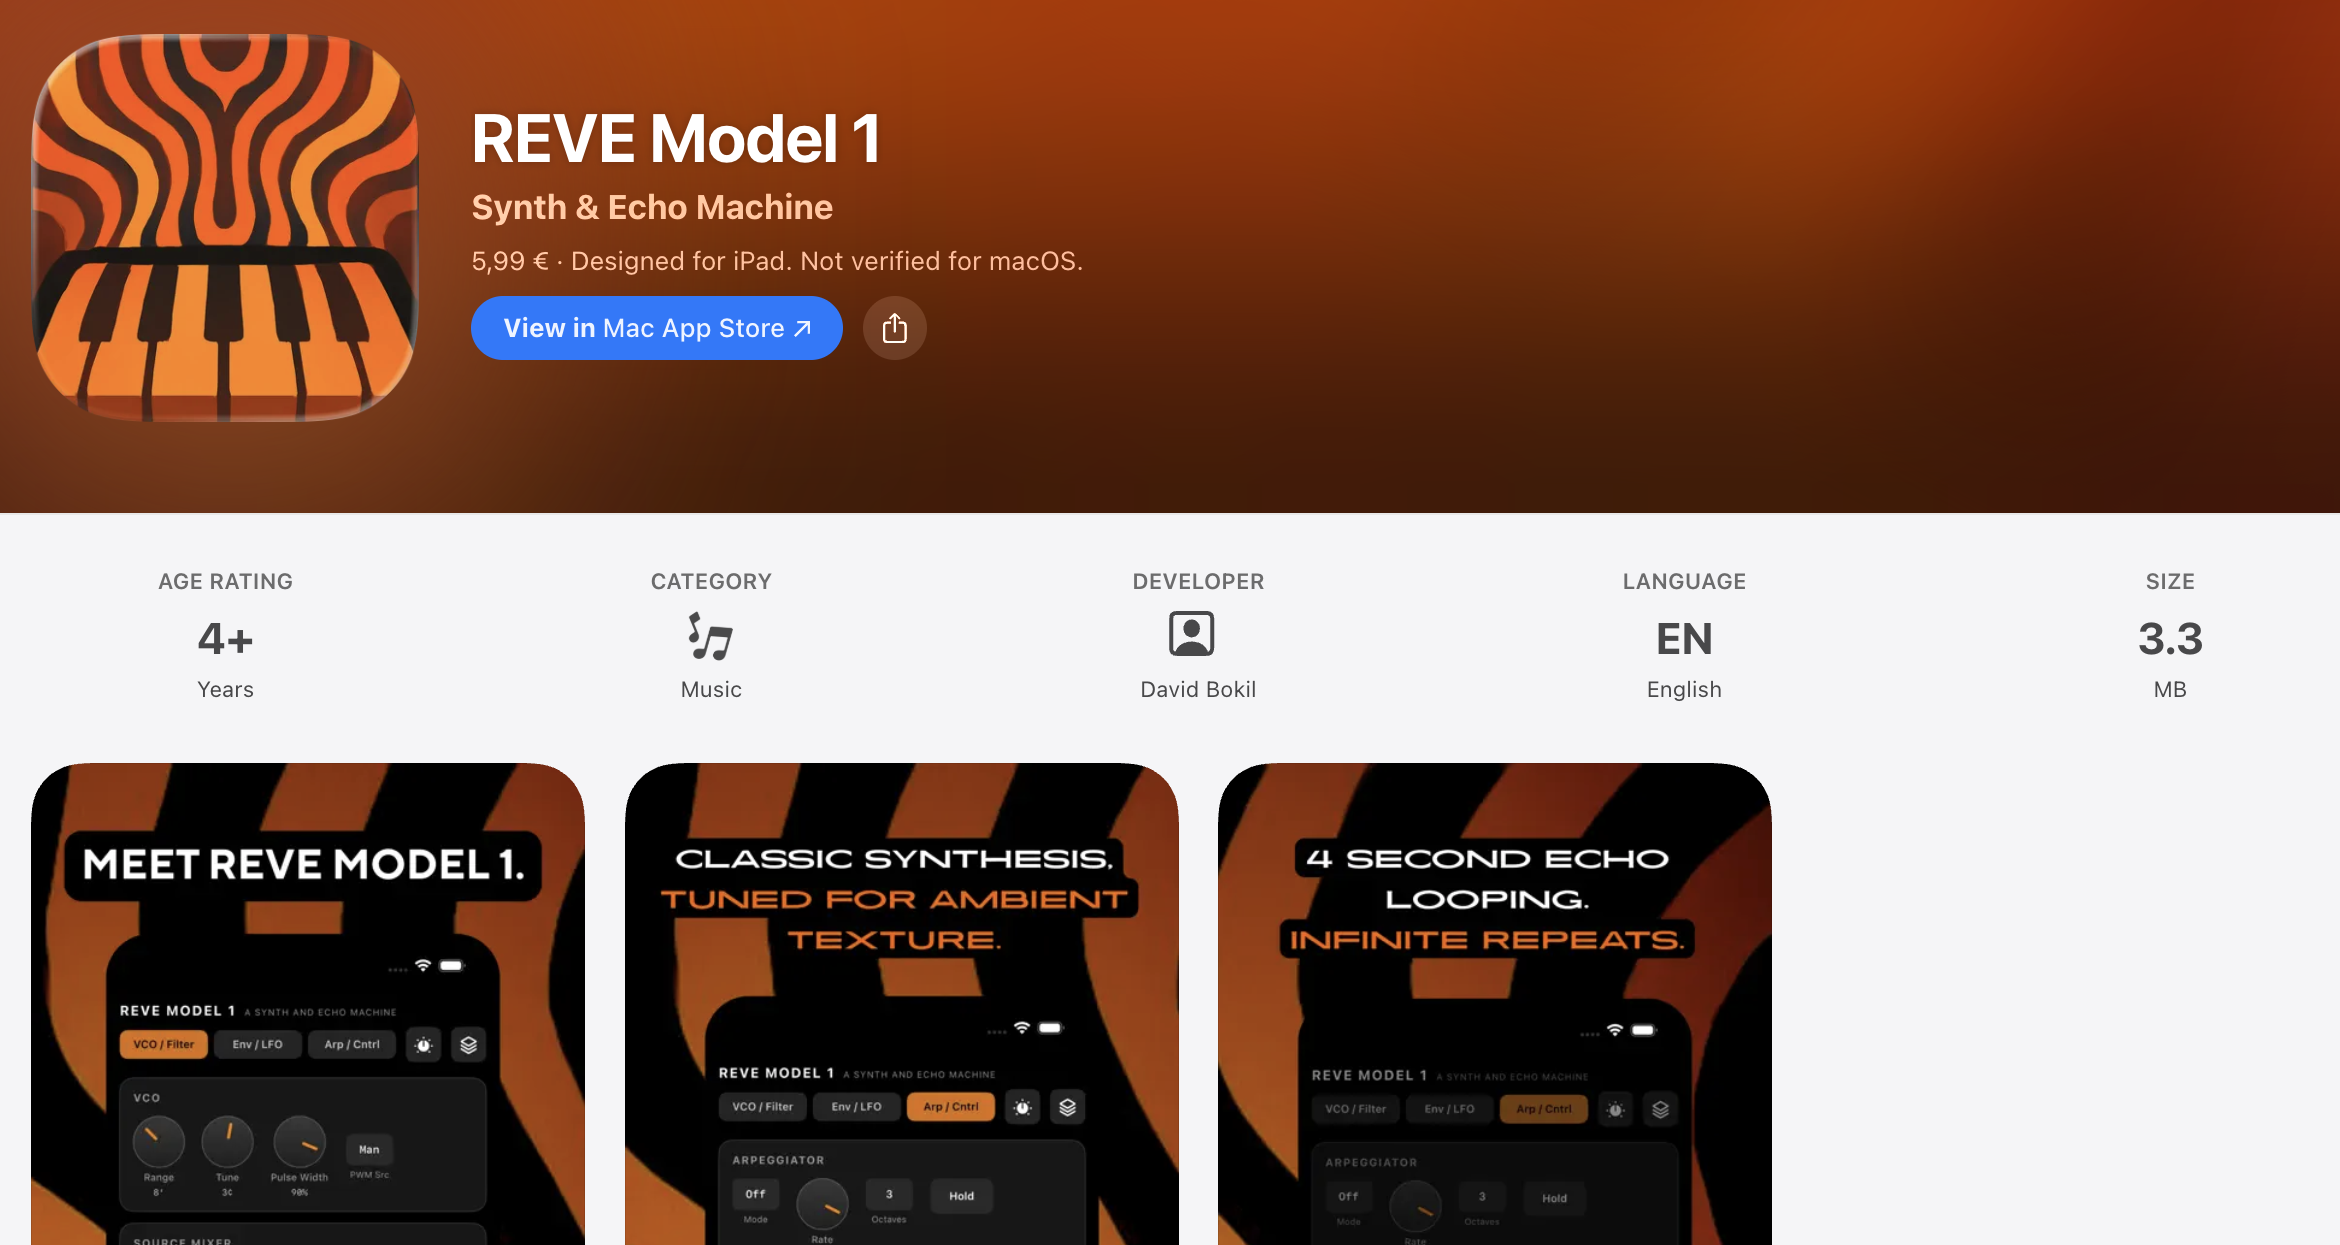 REVE Model 1
Synth & Echo Machine
5,99 € · Designed for iPad. Not verified for macOS.
View in Mac App Store ↗
AGE RATING
4+
Years
CATEGORY
Music
DEVELOPER
David Bokil
LANGUAGE
EN
English
SIZE
3.3
MB
MEET REVE MODEL 1.
REVE MODEL 1 A SYNTH AND ECHO MACHINE
VCO / Filter Env / LFO Arp / Cntrl
VCO
Man
Range Tune Pulse Width PWM Src
8' 3¢ 90%
SOURCE MIXER
CLASSIC SYNTHESIS,
TUNED FOR AMBIENT
TEXTURE.
REVE MODEL 1 A SYNTH AND ECHO MACHINE
VCO / Filter Env / LFO Arp / Cntrl
ARPEGGIATOR
Off 3 Hold
Mode Octaves
Rate
4 SECOND ECHO
LOOPING.
INFINITE REPEATS.
REVE MODEL 1 A SYNTH AND ECHO MACHINE
VCO / Filter Env / LFO Arp / Cntrl
ARPEGGIATOR
Off 3 Hold
Mode Octaves
Rate